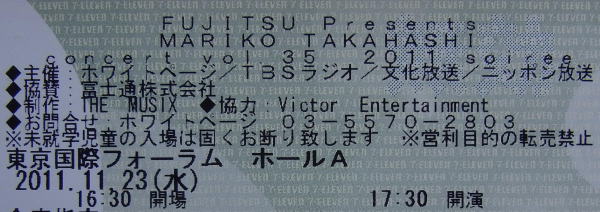 FUJITSU Presents
MARIKO TAKAHASHI
concert vol.35 2011 soiree
◆主催：ホワイトページ／TBSラジオ／文化放送／ニッポン放送
◆協賛：富士通株式会社
◆制作：THE MUSIX ◆協力：Victor Entertainment
◆お問合せ：ホワイトページ 03-5570-2803
※未就学児童の入場は固くお断り致します ※営利目的の転売禁止
東京国際フォーラム ホールA
2011.11.23(水)
16:30 開場 17:30 開演